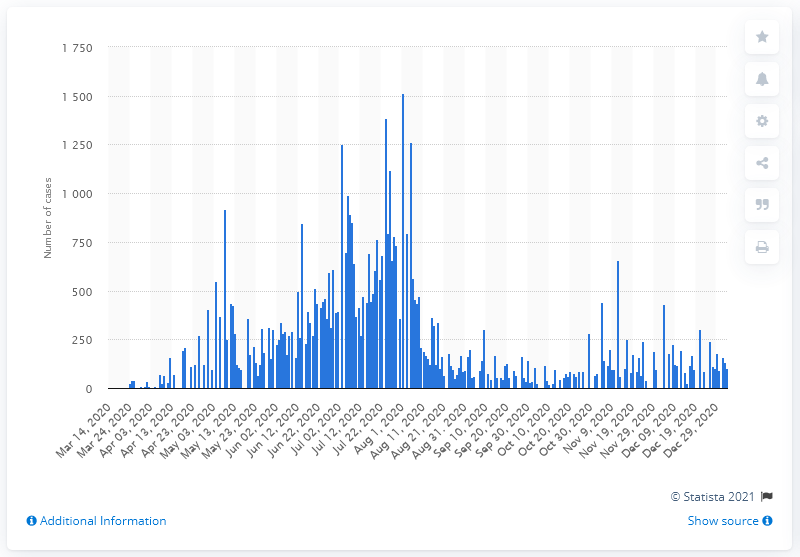 1 750
1 500
1 250
1 000
750
500
250
0
Number of cases
Mar 14, 2020
Mar 24, 2020
Apr 03, 2020
Apr 13, 2020
Apr 23, 2020
May 03, 2020
May 13, 2020
May 23, 2020
Jun 02, 2020
Jun 12, 2020
Jun 22, 2020
Jul 02, 2020
Jul 12, 2020
Jul 22, 2020
Aug 1, 2020
Aug 11, 2020
Aug 21, 2020
Aug 31, 2020
Sep 10, 2020
Sep 20, 2020
Sep 30, 2020
Oct 10, 2020
Oct 20, 2020
Oct 30, 2020
Nov 9, 2020
Nov 19, 2020
Nov 29, 2020
Dec 09, 2020
Dec 19, 2020
Dec 29, 2020
© Statista 2021
Additional Information
Show source